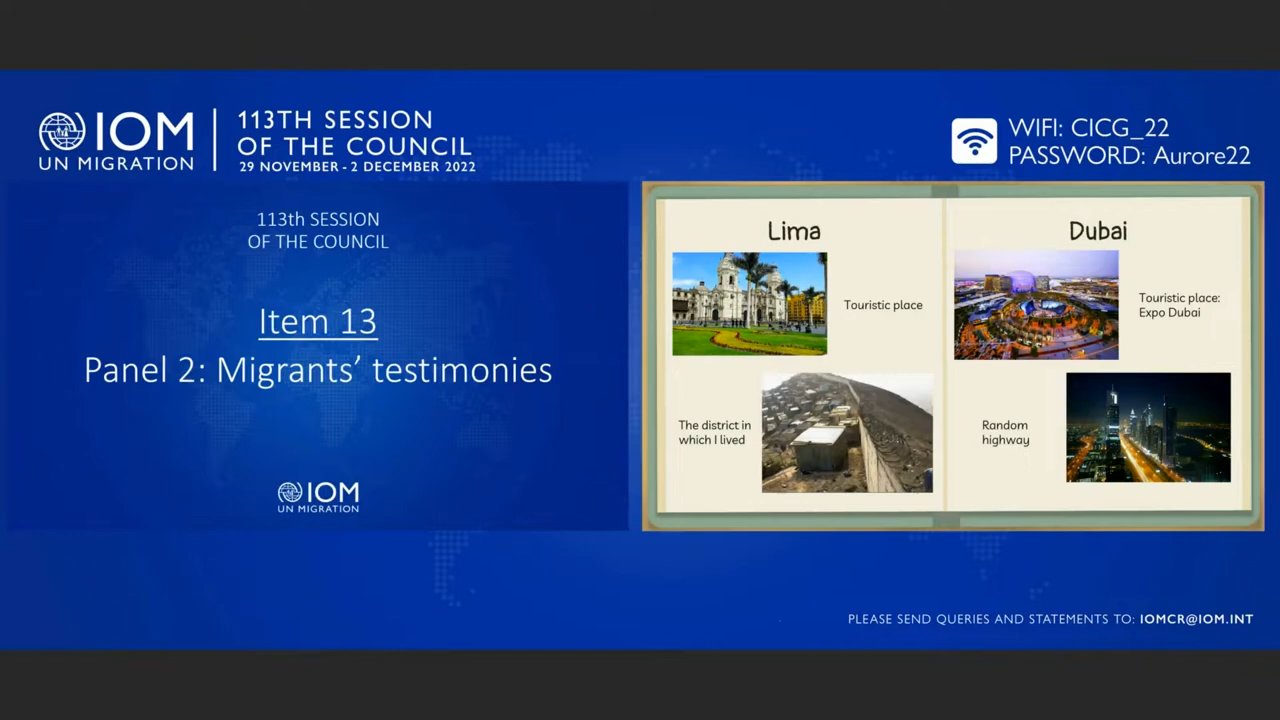 IOM
UN MIGRATION
113TH SESSION
OF THE COUNCIL
29 NOVEMBER - 2 DECEMBER 2022
WIFI: CICG_22
PASSWORD: Aurore22
113th SESSION
OF THE COUNCIL
Item 13
Panel 2: Migrants’ testimonies
IOM
UN MIGRATION
Lima
Touristic place
The district in
which I lived
Dubai
Touristic place:
Expo Dubai
Random
highway
PLEASE SEND QUERIES AND STATEMENTS TO: IOMCR@IOM.INT